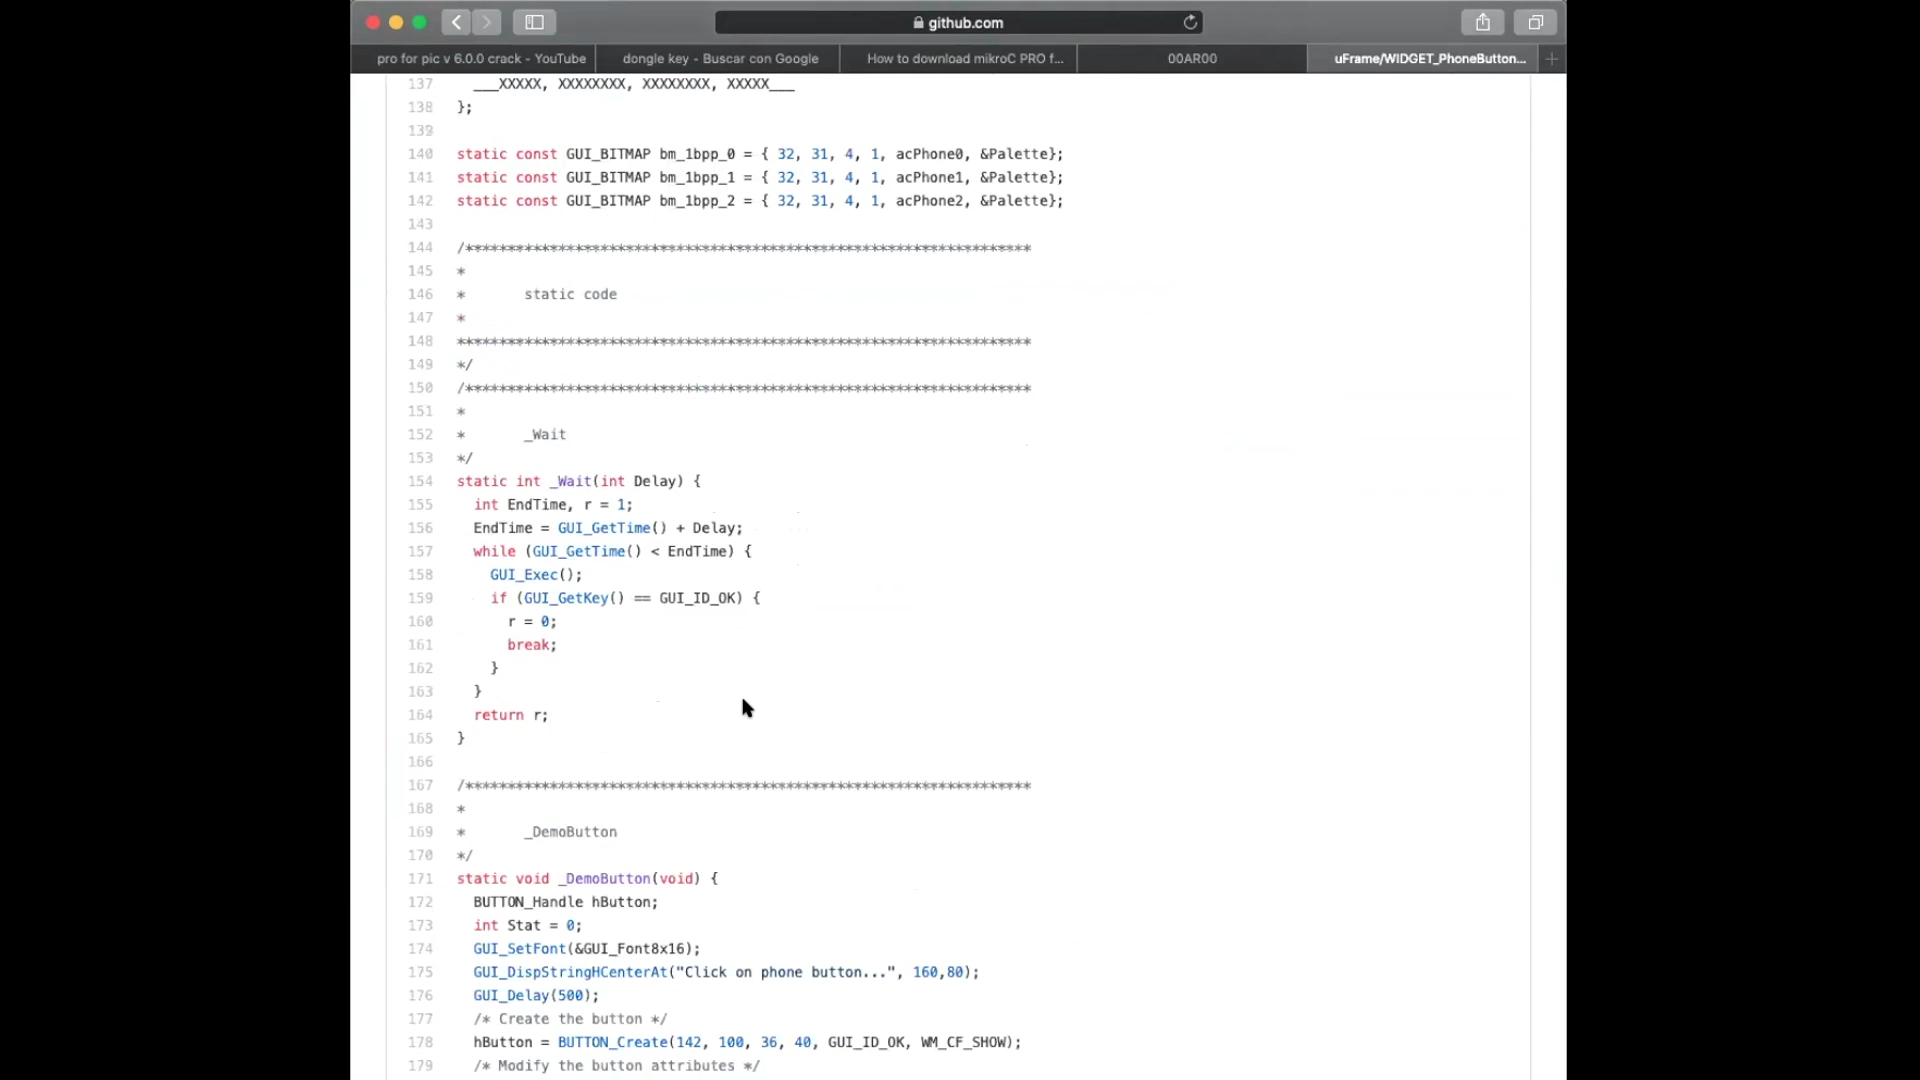 github.com
pro for pic v 6.0.0 crack - YouTube
dongle key - Buscar con Google
How to download mikroC PRO f...
00AR00
uFrame/WIDGET_PhoneButton...
137 ___XXXXX, XXXXXXXX, XXXXXXXX, XXXXX___
138 };
139
140 static const GUI_BITMAP bm_1bpp_0 = { 32, 31, 4, 1, acPhone0, &Palette};
141 static const GUI_BITMAP bm_1bpp_1 = { 32, 31, 4, 1, acPhone1, &Palette};
142 static const GUI_BITMAP bm_1bpp_2 = { 32, 31, 4, 1, acPhone2, &Palette};
143
144 /*******************************************************************
145 *
146 *       static code
147 *
148 ********************************************************************
149 */
150 /*******************************************************************
151 *
152 *       _Wait
153 */
154 static int _Wait(int Delay) {
155   int EndTime, r = 1;
156   EndTime = GUI_GetTime() + Delay;
157   while (GUI_GetTime() < EndTime) {
158     GUI_Exec();
159     if (GUI_GetKey() == GUI_ID_OK) {
160       r = 0;
161       break;
162     }
163   }
164   return r;
165 }
166
167 /*******************************************************************
168 *
169 *       _DemoButton
170 */
171 static void _DemoButton(void) {
172   BUTTON_Handle hButton;
173   int Stat = 0;
174   GUI_SetFont(&GUI_Font8x16);
175   GUI_DispStringHCenterAt("Click on phone button...", 160,80);
176   GUI_Delay(500);
177   /* Create the button */
178   hButton = BUTTON_Create(142, 100, 36, 40, GUI_ID_OK, WM_CF_SHOW);
179   /* Modify the button attributes */